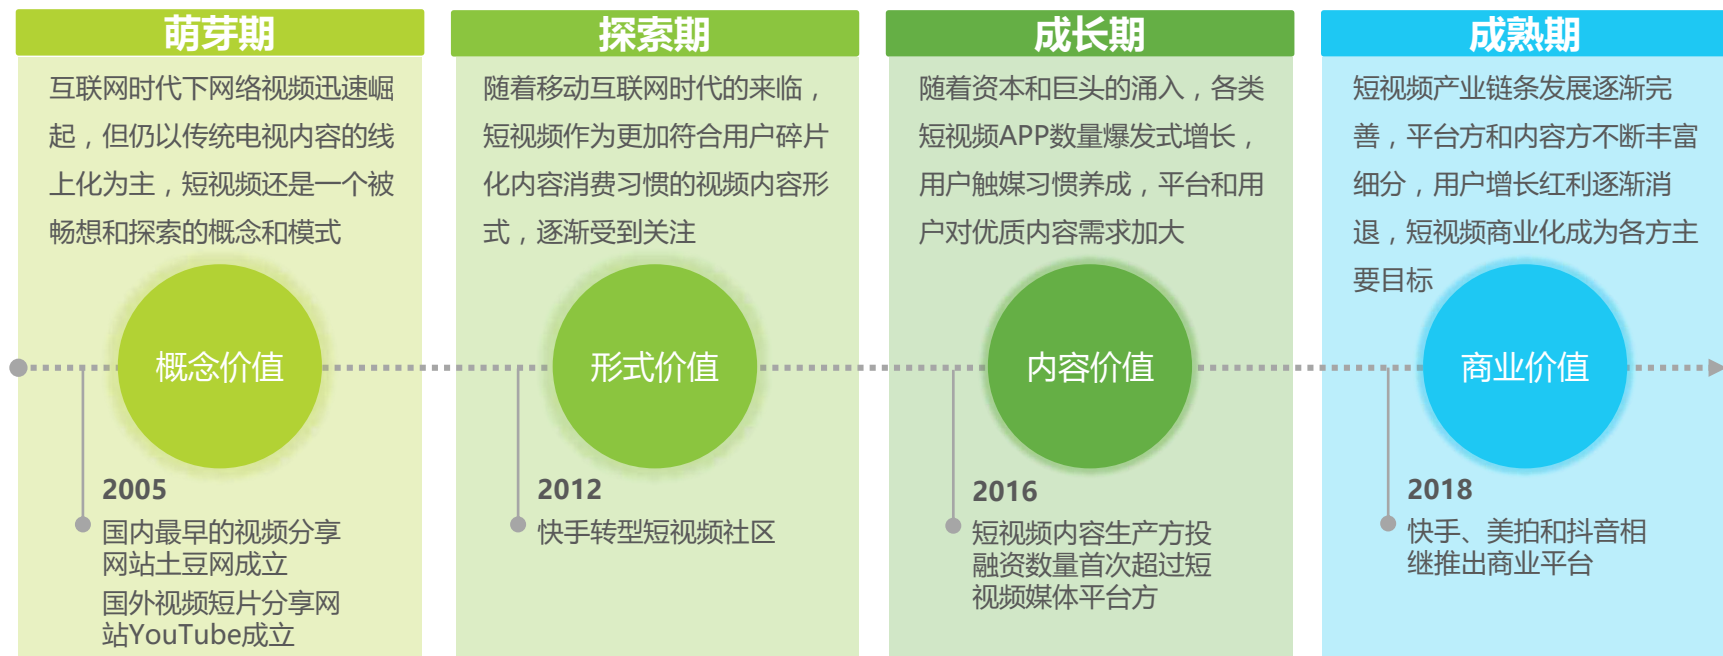 萌芽期
互联网时代下网络视频迅速崛
起，但仍以传统电视内容的线
上化为主，短视频还是一个被
畅想和探索的概念和模式
概念价值
2005
国内最早的视频分享
网站土豆网成立
国外视频短片分享网
站YouTube成立
探索期
随着移动互联网时代的来临，
短视频作为更加符合用户碎片
化内容消费习惯的视频内容形
式，逐渐受到关注
形式价值
2012
快手转型短视频社区
成长期
随着资本和巨头的涌入，各类
短视频APP数量爆发式增长，
用户触媒习惯养成，平台和用
户对优质内容需求加大
内容价值
2016
短视频内容生产方投
融资数量首次超过短
视频媒体平台方
成熟期
短视频产业链条发展逐渐完
善，平台方和内容方不断丰富
细分，用户增长红利逐渐消
退，短视频商业化成为各方主
要目标
商业价值
2018
快手、美拍和抖音相
继推出商业平台